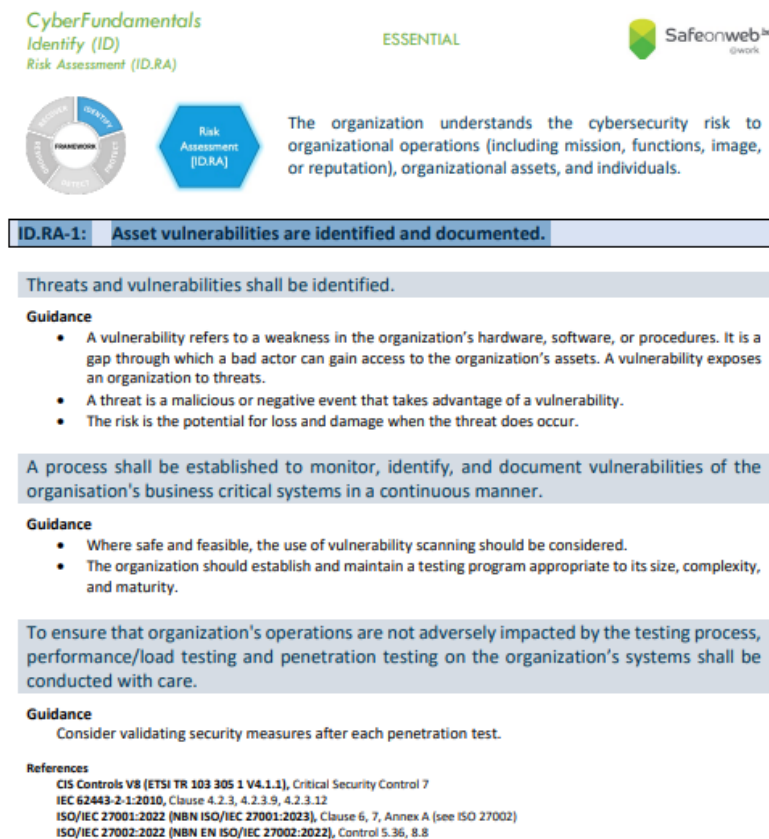 CyberFundamentals
Identify (ID)
Risk Assessment (ID.RA)
ESSENTIAL
Safeonweb
@work
IDENTIFY
PROTECT
DETECT
RESPOND
RECOVER
FRAMEWORK
Risk
Assessment
[ID.RA]
The organization understands the cybersecurity risk to
organizational operations (including mission, functions, image,
or reputation), organizational assets, and individuals.
ID.RA-1: Asset vulnerabilities are identified and documented.
Threats and vulnerabilities shall be identified.
Guidance
• A vulnerability refers to a weakness in the organization's hardware, software, or procedures. It is a
gap through which a bad actor can gain access to the organization's assets. A vulnerability exposes
an organization to threats.
• A threat is a malicious or negative event that takes advantage of a vulnerability.
• The risk is the potential for loss and damage when the threat does occur.
A process shall be established to monitor, identify, and document vulnerabilities of the
organisation's business critical systems in a continuous manner.
Guidance
• Where safe and feasible, the use of vulnerability scanning should be considered.
• The organization should establish and maintain a testing program appropriate to its size, complexity,
and maturity.
To ensure that organization's operations are not adversely impacted by the testing process,
performance/load testing and penetration testing on the organization's systems shall be
conducted with care.
Guidance
Consider validating security measures after each penetration test.
References
CIS Controls V8 (ETSI TR 103 305 1 V4.1.1), Critical Security Control 7
IEC 62443-2-1:2010, Clause 4.2.3, 4.2.3.9, 4.2.3.12
ISO/IEC 27001:2022 (NBN ISO/IEC 27001:2023), Clause 6, 7, Annex A (see ISO 27002)
ISO/IEC 27002:2022 (NBN EN ISO/IEC 27002:2022), Control 5.36, 8.8